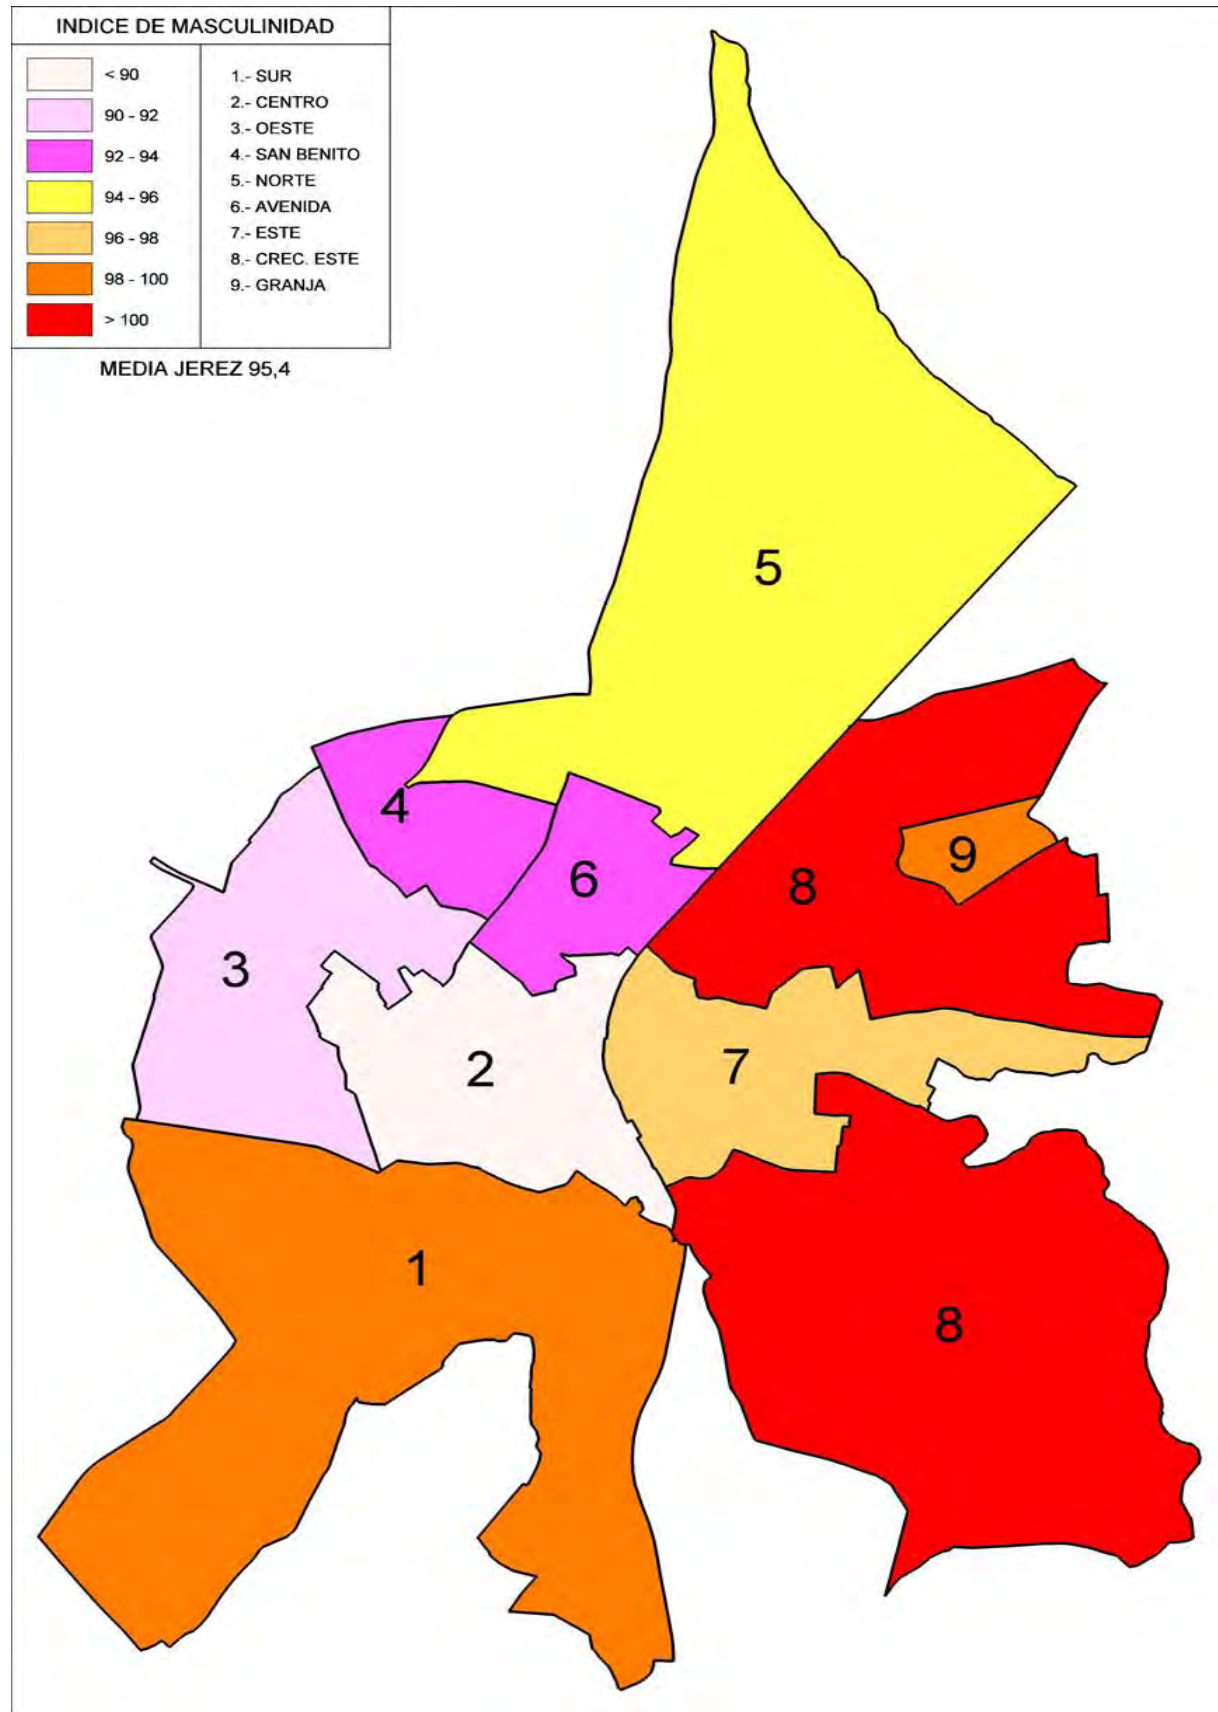 INDICE DE MASCULINIDAD
< 90
90 - 92
92 - 94
94 - 96
96 - 98
98 - 100
> 100
1.- SUR
2.- CENTRO
3.- OESTE
4.- SAN BENITO
5.- NORTE
6.- AVENIDA
7.- ESTE
8.- CREC. ESTE
9.- GRANJA
MEDIA JEREZ 95,4
5
4
6
8
9
3
2
7
1
8